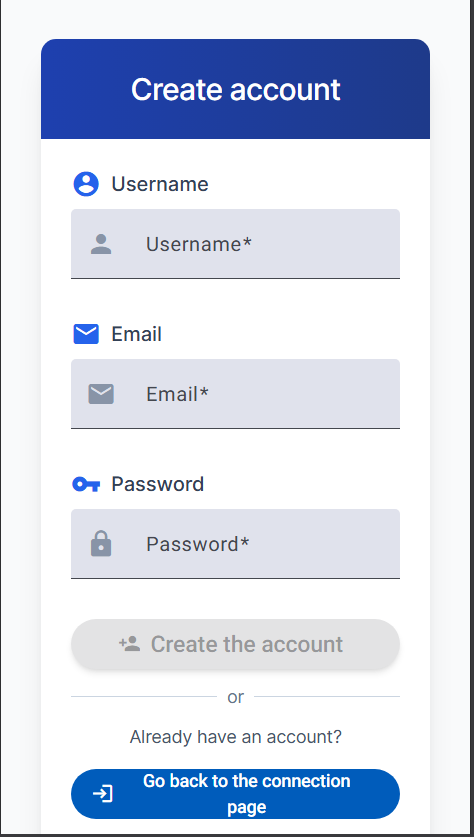 Create account
Username
Username*
Email
Email*
Password
Password*
Create the account
or
Already have an account?
Go back to the connection
page